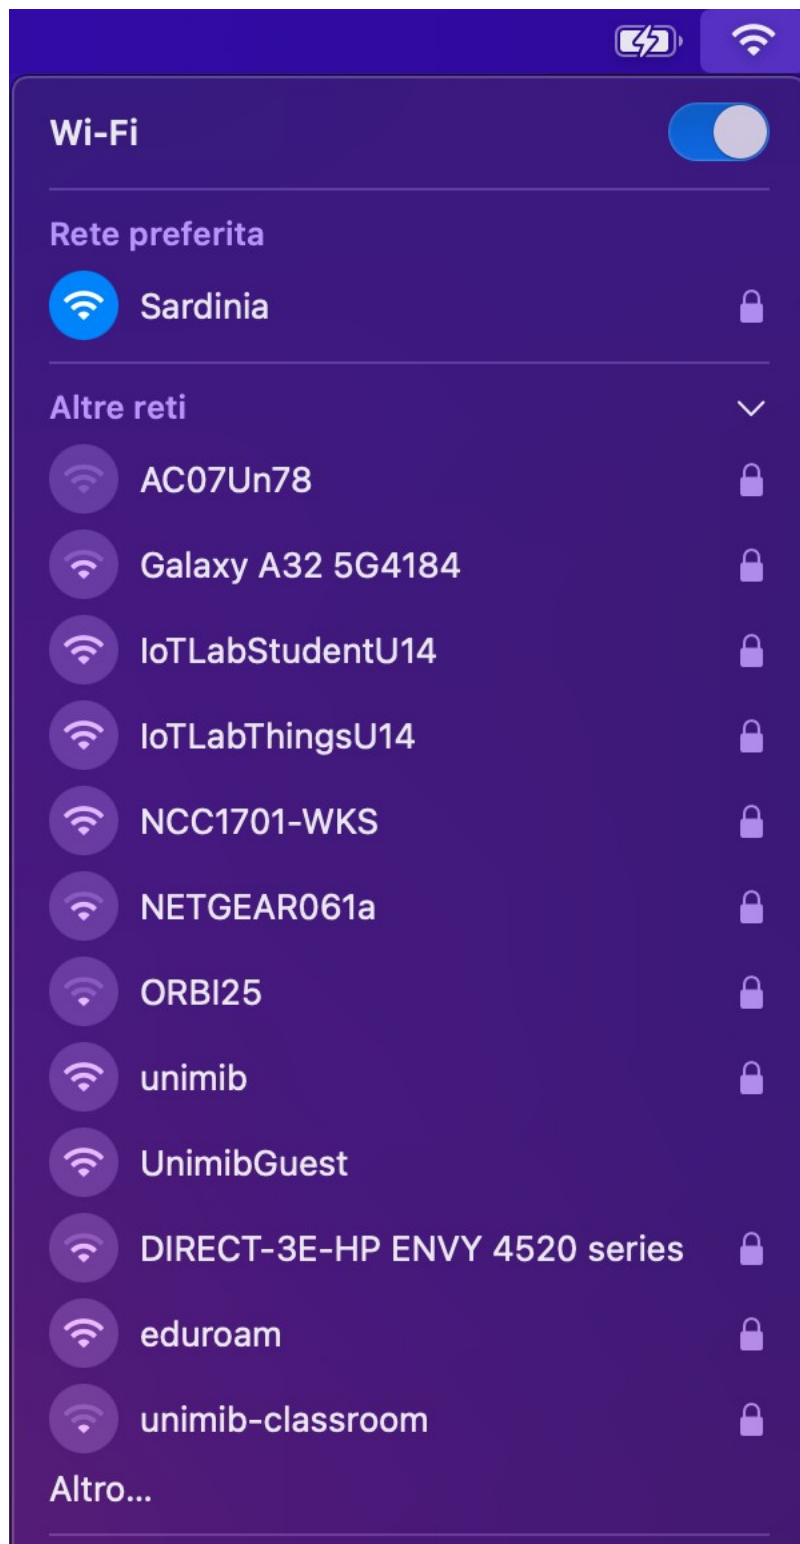 Wi-Fi
Rete preferita
Sardinia
Altre reti
AC07Un78
Galaxy A32 5G4184
IoTLabStudentU14
IoTLabThingsU14
NCC1701-WKS
NETGEAR061a
ORBI25
unimib
UnimibGuest
DIRECT-3E-HP ENVY 4520 series
eduroam
unimib-classroom
Altro...